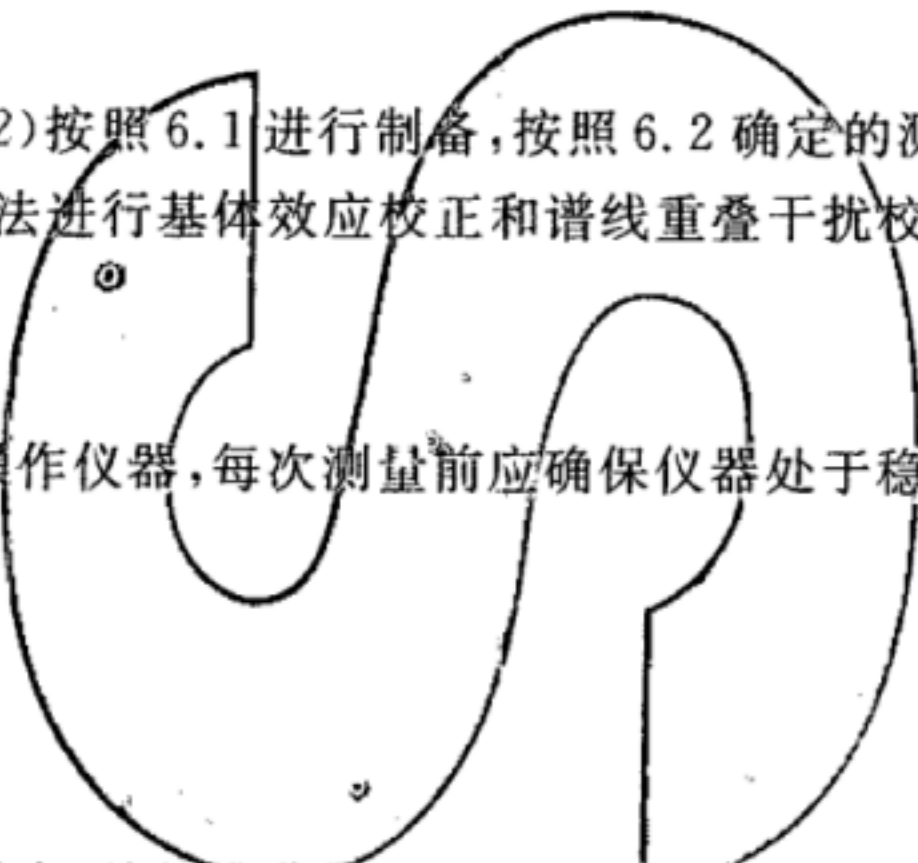 2)按照6.1进行制备,按照6.2确定的测
法进行基体效应校正和谱线重叠干扰校
操作仪器,每次测量前应确保仪器处于稳